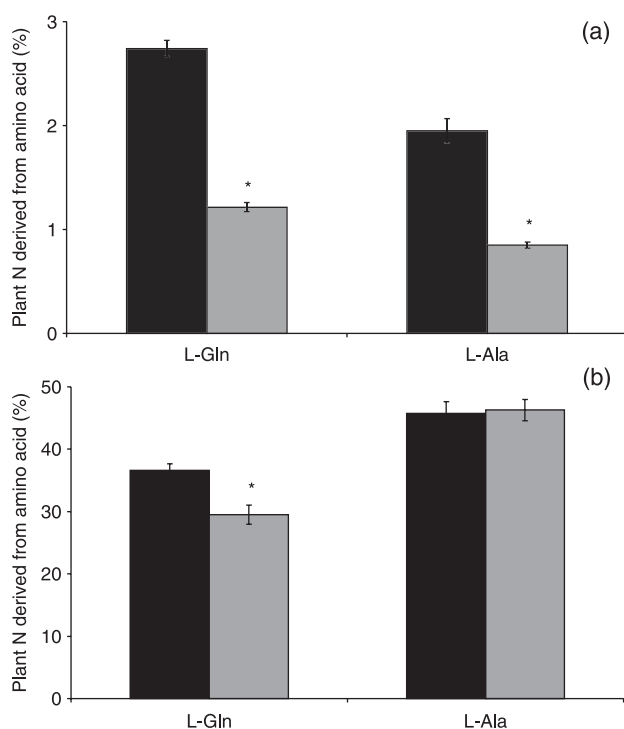 (a)
Plant N derived from amino acid (%)
3
2
1
0
*
*
L-Gln L-Ala
(b)
Plant N derived from amino acid (%)
50
40
30
20
10
0
*
L-Gln L-Ala